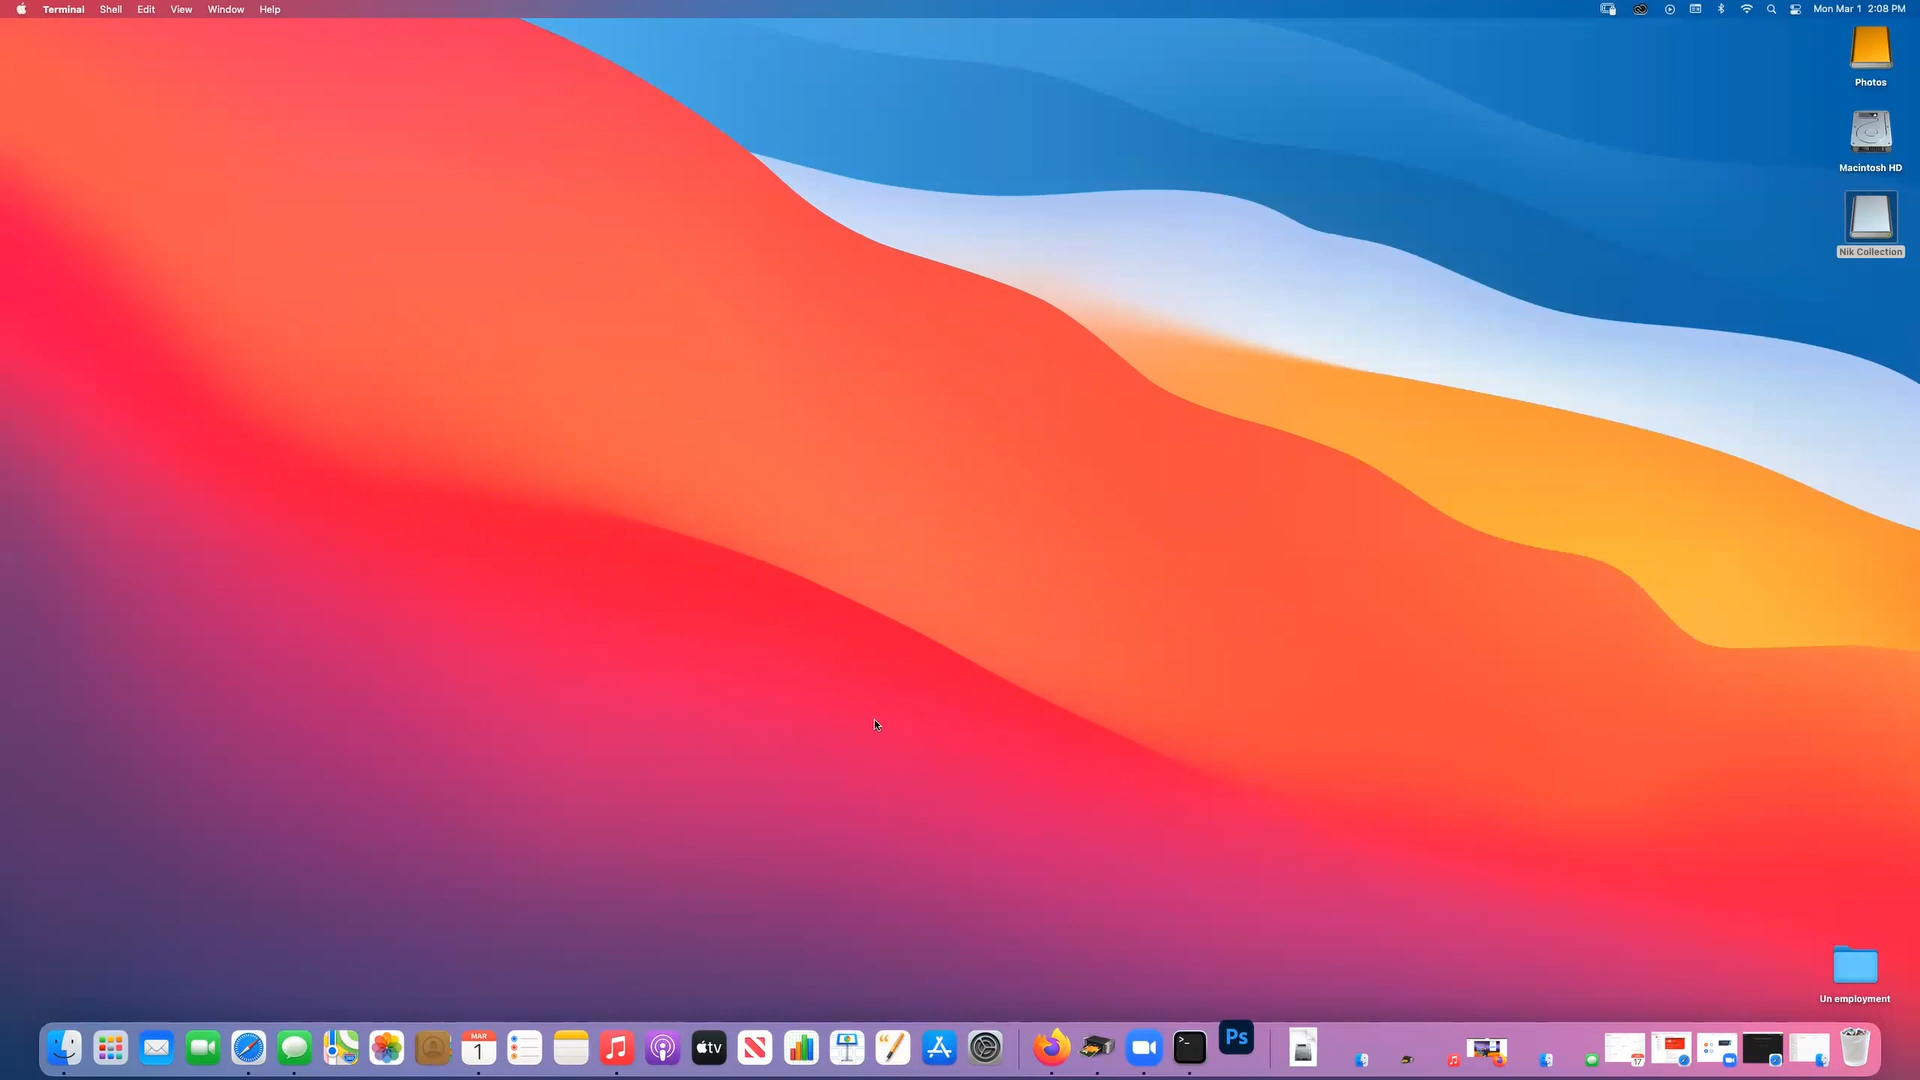 Terminal Shell Edit View Window Help
Mon Mar 1 2:08 PM
Photos
Macintosh HD
Nik Collection
Un employment
MAR
1
tv
>_
Ps
17